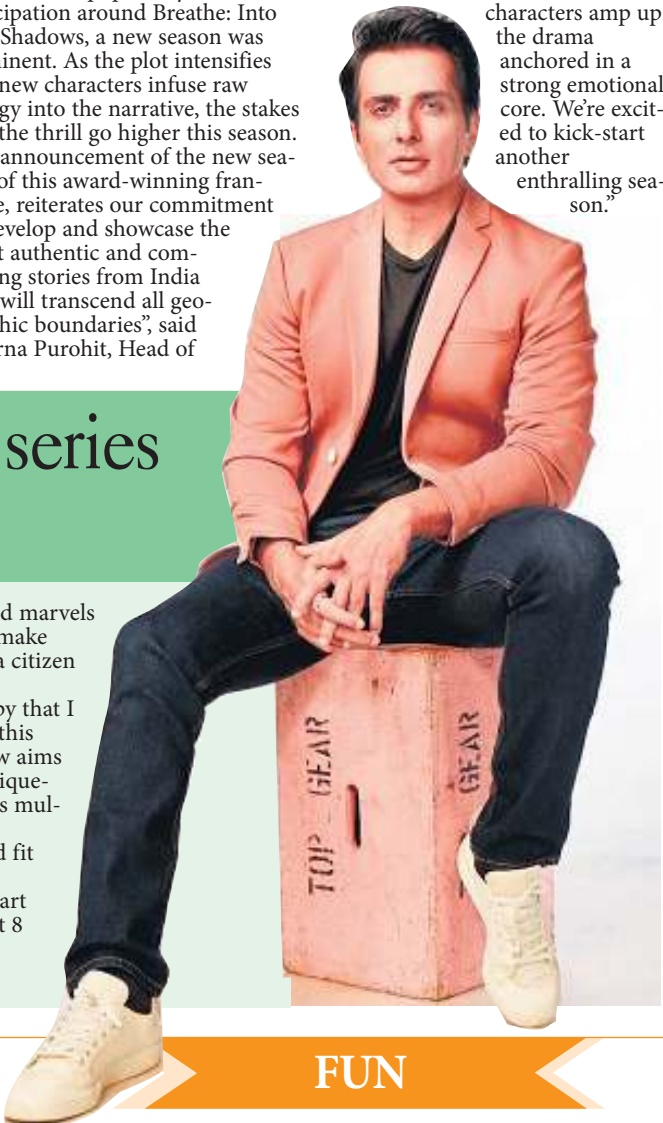 cipation around Breathe: Into
Shadows, a new season was
inent. As the plot intensifies
new characters infuse raw
gy into the narrative, the stakes
the thrill go higher this season.
announcement of the new sea-
of this award-winning fran-
e, reiterates our commitment
evelop and showcase the
t authentic and com-
ng stories from India
will transcend all geo-
hic boundaries”, said
rna Purohit, Head of
characters amp up
the drama
anchored in a
strong emotional
core. We’re excit-
ed to kick-start
another
enthralling sea-
son.”
series
d marvels
make
a citizen
by that I
this
w aims
ique-
s mul-
d fit
art
t 8
TOP GEAR
GEAR
FUN